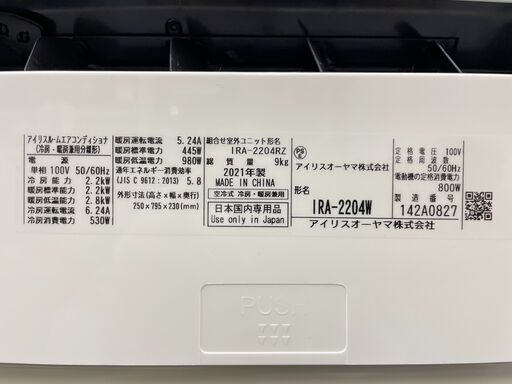 アイリスルームエアコンディショナ
(冷房・暖房兼用分離形)
電源
単相 100V 50/60Hz
冷房能力 2.2kW
暖房能力 2.2kW
暖房低温能力 2.8kW
冷房運転電流 6.24A
冷房消費電力 530W
暖房運転電流 5.24A
暖房標準電力 445W
暖房低温電力 980W
通年エネルギー消費効率
(JIS C 9612:2013) 5.8
外形寸法(高さ×幅×奥行)
250×795×230(mm)
組合せ室外ユニット形名
IRA-2204RZ
総質量 9kg
2021年製
MADE IN CHINA
空冷式 冷房・暖房兼用
日本国内専用品
Use only in Japan
PS
E
アイリスオーヤマ株式会社
定格電圧 100V
定格周波数
50/60Hz
電動機の定格消費電力
800W
形名
IRA-2204W
製造番号
142A0827
アイリスオーヤマ株式会社
PUSH